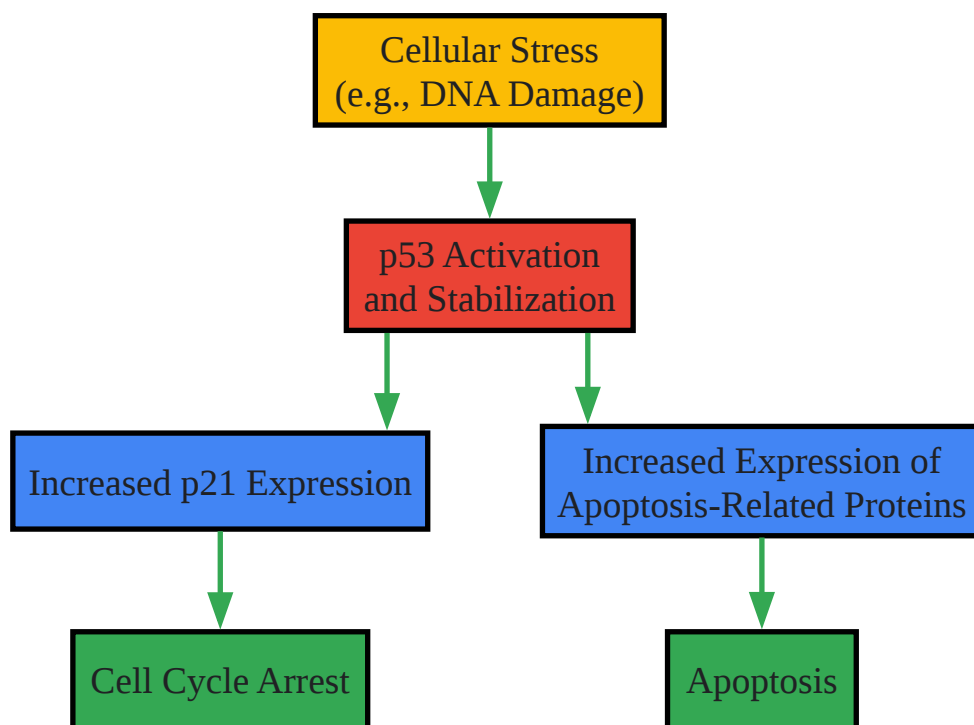 Cellular Stress
(e.g., DNA Damage)
p53 Activation
and Stabilization
Increased p21 Expression
Increased Expression of
Apoptosis-Related Proteins
Cell Cycle Arrest
Apoptosis